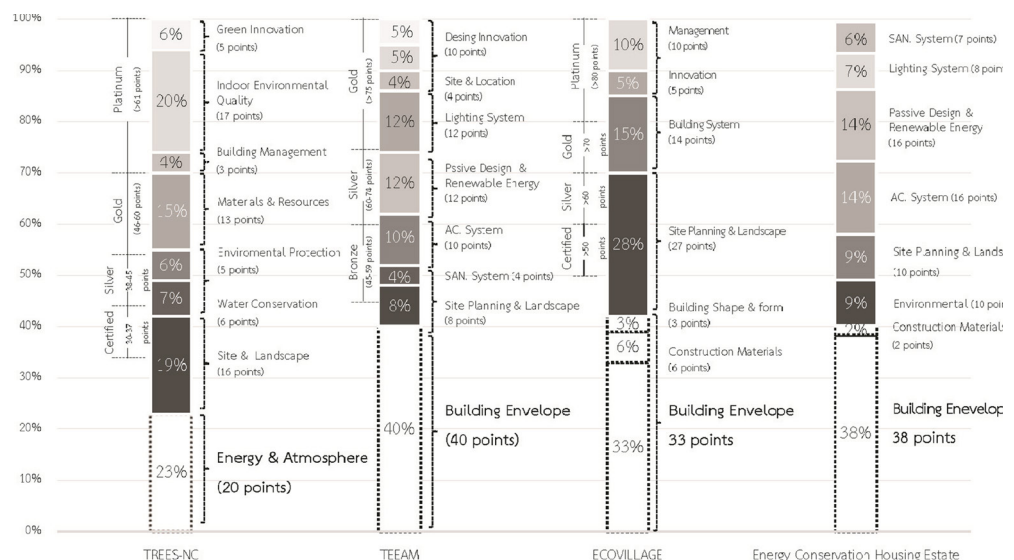 100%
90%
80%
70%
60%
50%
40%
30%
20%
10%
0%
Platinum
(>61 points)
Gold
(46-60 points)
Silver
38-45
points
Certified
30-37
points
6%
20%
4%
15%
6%
7%
19%
23%
Green Innovation
(5 points)
Indoor Environmental
Quality
(17 points)
Building Management
(3 points)
Materials & Resources
(13 points)
Enviromental Protection
(5 points)
Water Conservation
(6 points)
Site & Landscape
(16 points)
Energy & Atmosphere
(20 points)
TREES-NC
Gold
(>75 points)
Silver
(60-74 points)
Bronze
(45-59 points)
5%
5%
4%
12%
12%
10%
4%
8%
40%
Desing Innovation
(10 points)
Site & Location
(4 points)
Lighting System
(12 points)
Pssive Design &
Renewable Energy
(12 points)
AC. System
(10 points)
SAN. System (4 points)
Site Planning & Landscape
(8 points)
Building Envelope
(40 points)
TEEAM
Platinum
(>80 points)
Gold
>70
points
Silver
>60
points
Certified
>50
points
10%
5%
15%
28%
3%
6%
33%
Management
(10 points)
Innovation
(5 points)
Building System
(14 points)
Site Planning & Landscape
(27 points)
Building Shape & form
(3 points)
Construction Materials
(6 points)
Building Envelope
33 points
ECOVILLAGE
6%
7%
14%
14%
9%
9%
2%
38%
SAN. System (7 points)
Lighting System (8 poin
Passive Design &
Renewable Energy
(16 points)
AC. System (16 points)
Site Planning & Lands
(10 points)
Environmental (10 poin
Construction Materials
(2 points)
Building Enevelop
38 points
Energy Conservation Housing Estate